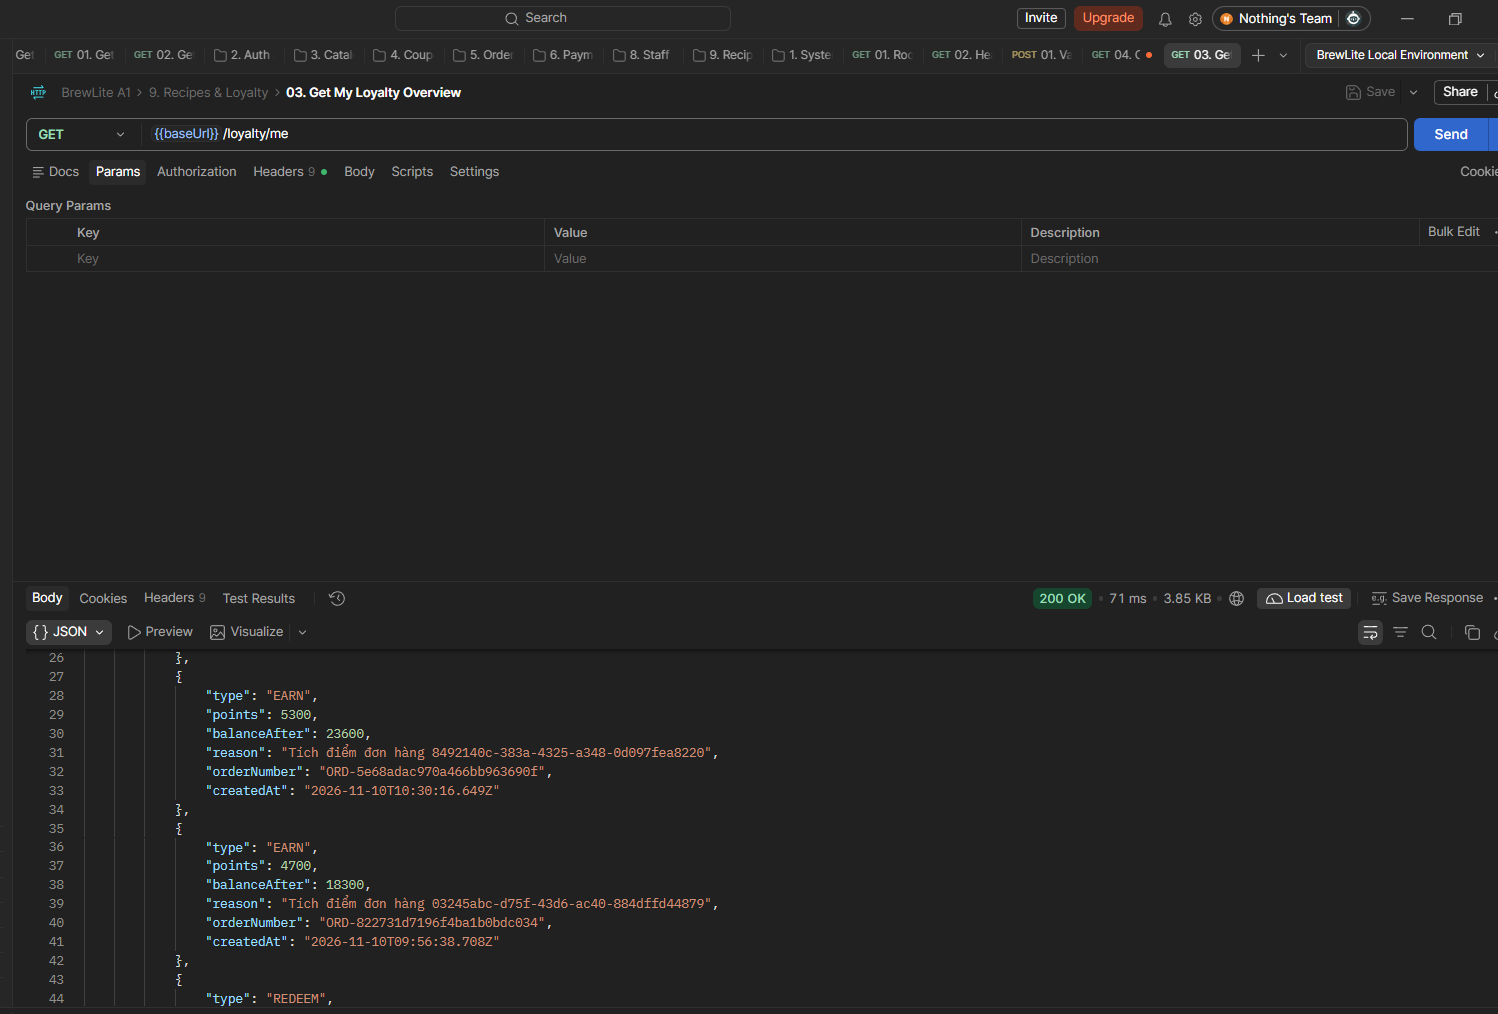 Search
Invite
Upgrade
Nothing's Team
Get
GET 01. Get
GET 02. Ge
2. Auth
3. Catal
4. Coup
5. Order
6. Paym
8. Staff
9. Recip
1. Syste
GET 01. Roc
GET 02. He
POST 01. Va
GET 04. C
GET 03. Ge
BrewLite Local Environment
BrewLite A1 > 9. Recipes & Loyalty > 03. Get My Loyalty Overview
Save
Share
GET
{{baseUrl}} /loyalty/me
Send
Docs
Params
Authorization
Headers 9
Body
Scripts
Settings
Cookie
Query Params
Key Value Description Bulk Edit
Key Value Description
Body
Cookies
Headers 9
Test Results
200 OK • 71 ms • 3.85 KB
Load test
e.g. Save Response
{} JSON
Preview
Visualize
26 },
27 {
28 "type": "EARN",
29 "points": 5300,
30 "balanceAfter": 23600,
31 "reason": "Tích điểm đơn hàng 8492140c-383a-4325-a348-0d097fea8220",
32 "orderNumber": "ORD-5e68adac970a466bb963690f",
33 "createdAt": "2026-11-10T10:30:16.649Z"
34 },
35 {
36 "type": "EARN",
37 "points": 4700,
38 "balanceAfter": 18300,
39 "reason": "Tích điểm đơn hàng 03245abc-d75f-43d6-ac40-884dffd44879",
40 "orderNumber": "ORD-822731d7196f4ba1b0bdc034",
41 "createdAt": "2026-11-10T09:56:38.708Z"
42 },
43 {
44 "type": "REDEEM",